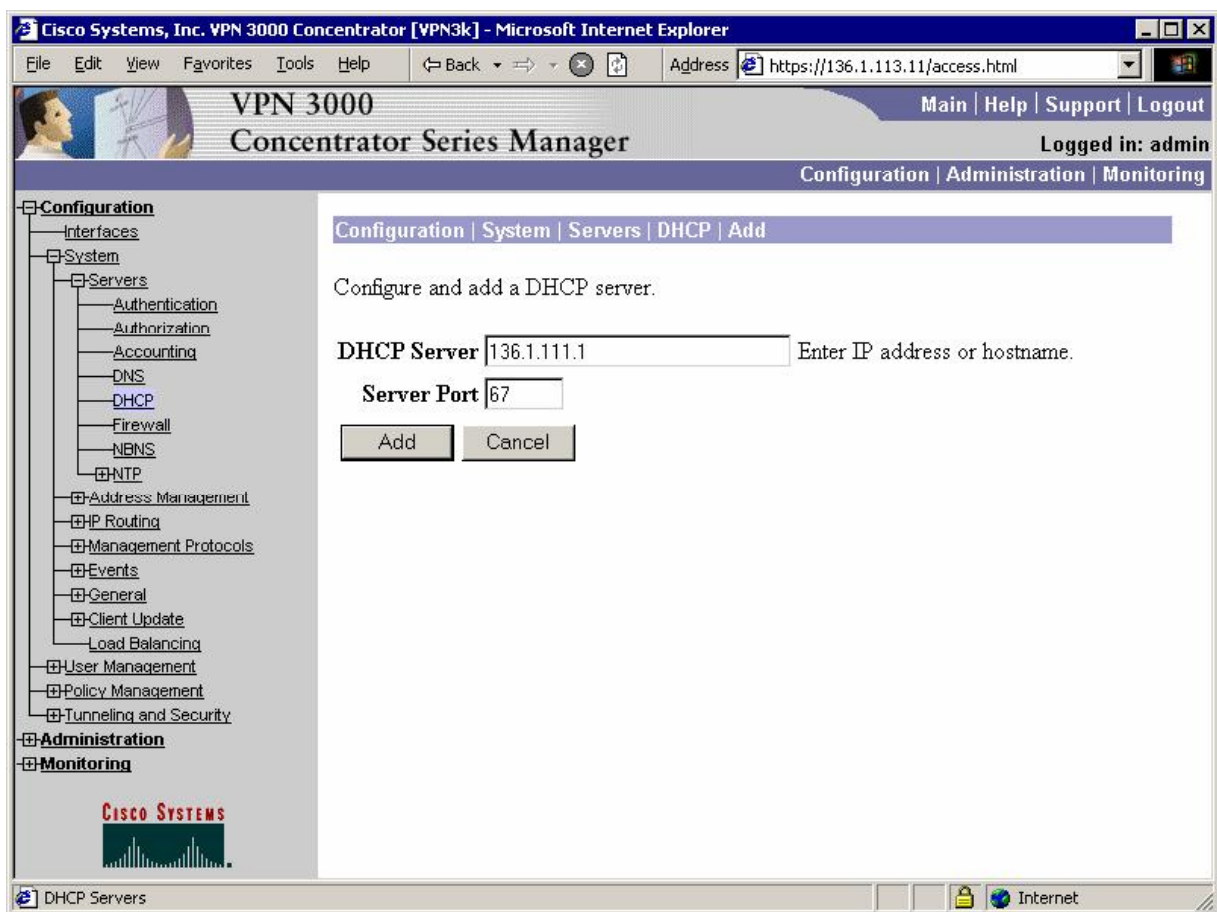 Cisco Systems, Inc. VPN 3000 Concentrator [VPN3k] - Microsoft Internet Explorer
File Edit View Favorites Tools Help Back Address https://136.1.113.11/access.html
VPN 3000
Concentrator Series Manager
Main | Help | Support | Logout
Logged in: admin
Configuration | Administration | Monitoring
Configuration
Interfaces
System
Servers
Authentication
Authorization
Accounting
DNS
DHCP
Firewall
NBNS
NTP
Address Management
IP Routing
Management Protocols
Events
General
Client Update
Load Balancing
User Management
Policy Management
Tunneling and Security
Administration
Monitoring
CISCO SYSTEMS
Configuration | System | Servers | DHCP | Add
Configure and add a DHCP server.
DHCP Server 136.1.111.1 Enter IP address or hostname.
Server Port 67
Add Cancel
DHCP Servers Internet